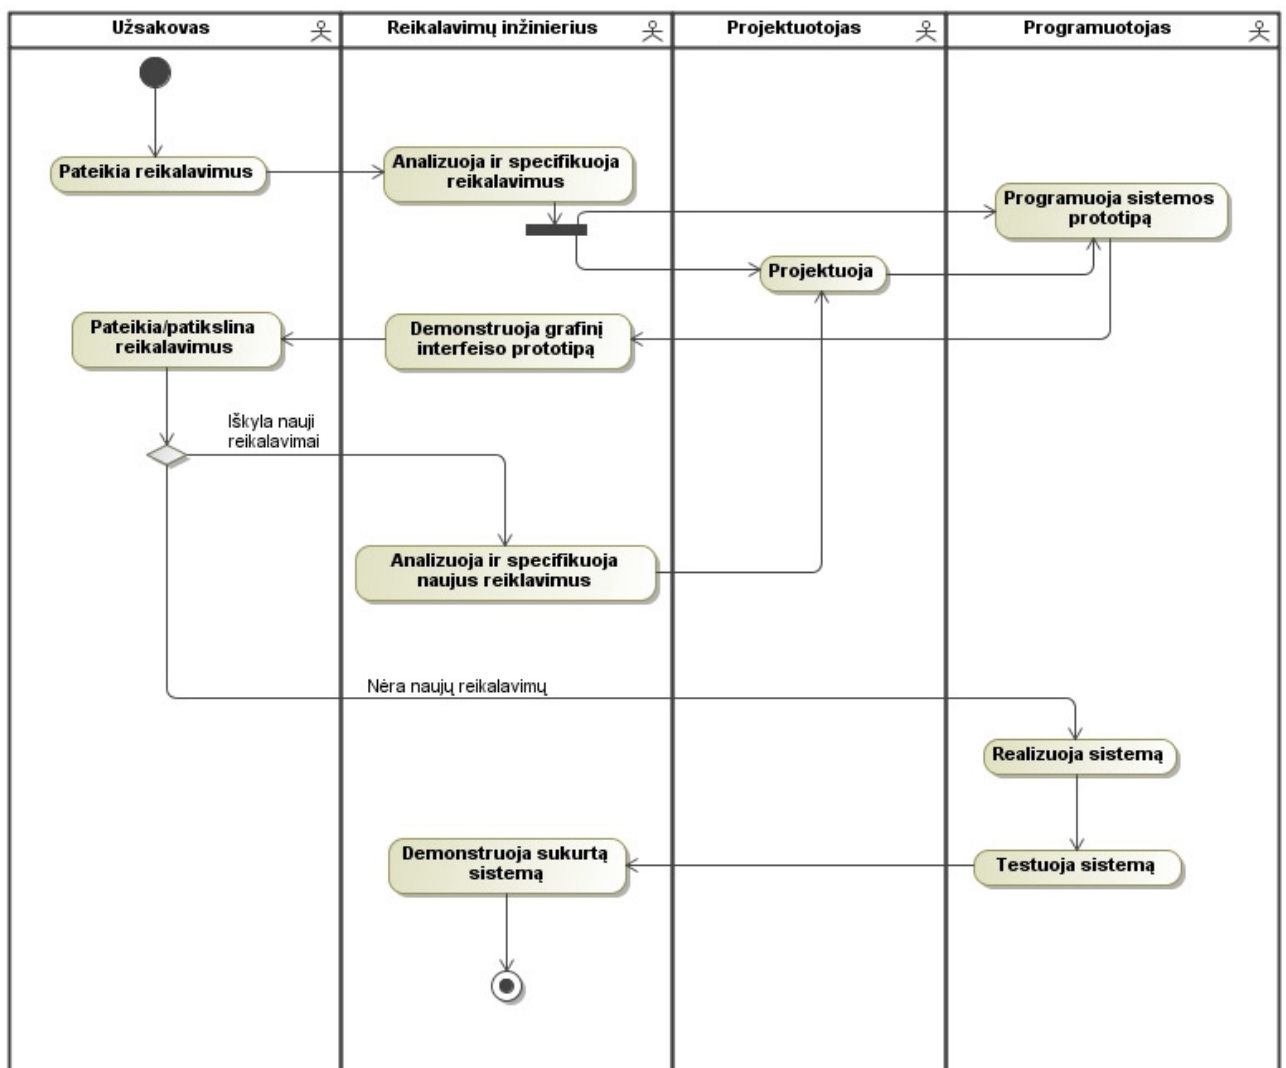 Užsakovas
Reikalavimų inžinierius
Projektuotojas
Programuotojas
Pateikia reikalavimus
Analizuoja ir specifikuoja
reikalavimus
Programuoja sistemos
prototipą
Projektuoja
Pateikia/patikslina
reikalavimus
Demonstruoja grafinį
interfeiso prototipą
Iškyla nauji
reikalavimai
Analizuoja ir specifikuoja
naujus reiklavimus
Nėra naujų reikalavimų
Realizuoja sistemą
Demonstruoja sukurtą
sistemą
Testuoja sistemą